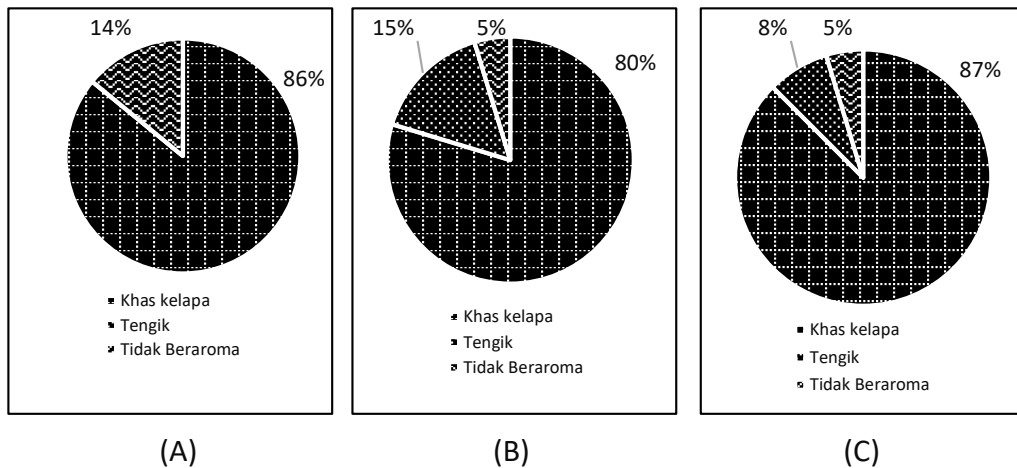 14%
86%
Khas kelapa
Tengik
Tidak Beraroma
(A)
15%
5%
80%
Khas kelapa
Tengik
Tidak Beraroma
(B)
8%
5%
87%
Khas kelapa
Tengik
Tidak Beraroma
(C)